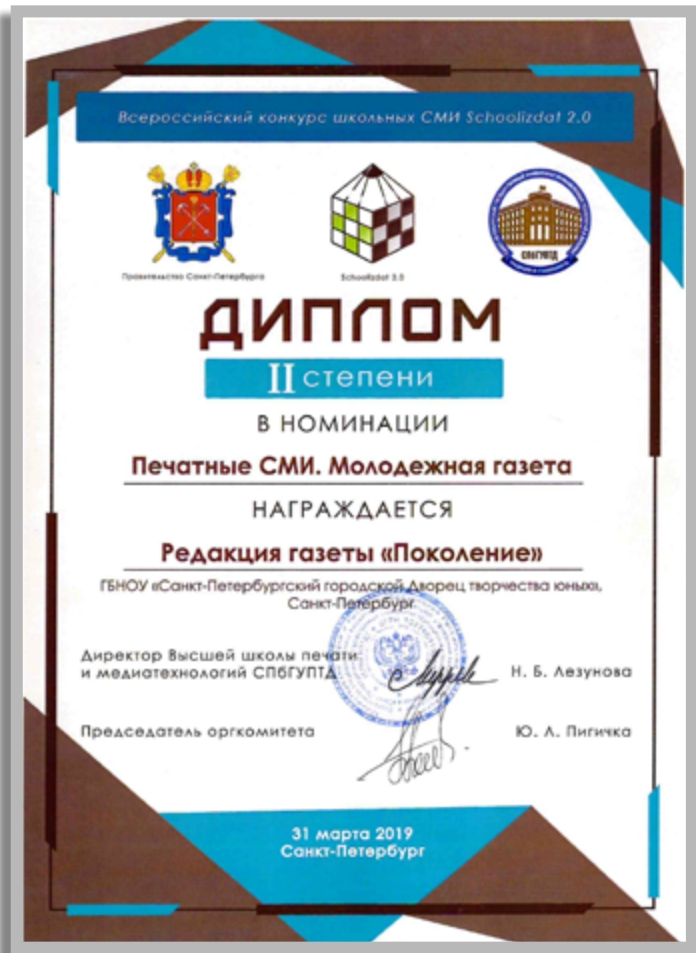 Всероссийский конкурс школьных СМИ Schoolizdat 2.0
Правительство Санкт-Петербурга
Schoolizdat 2.0
СПбГУПТД
ДИПЛОМ
II степени
В НОМИНАЦИИ
Печатные СМИ. Молодежная газета
НАГРАЖДАЕТСЯ
Редакция газеты «Поколение»
ГБНОУ «Санкт-Петербургский городской Дворец творчества юных»,
Санкт-Петербург
Директор Высшей школы печати
и медиатехнологий СПбГУПТД
Н. Б. Лезунова
Председатель оргкомитета
Ю. Л. Пигичка
31 марта 2019
Санкт-Петербург